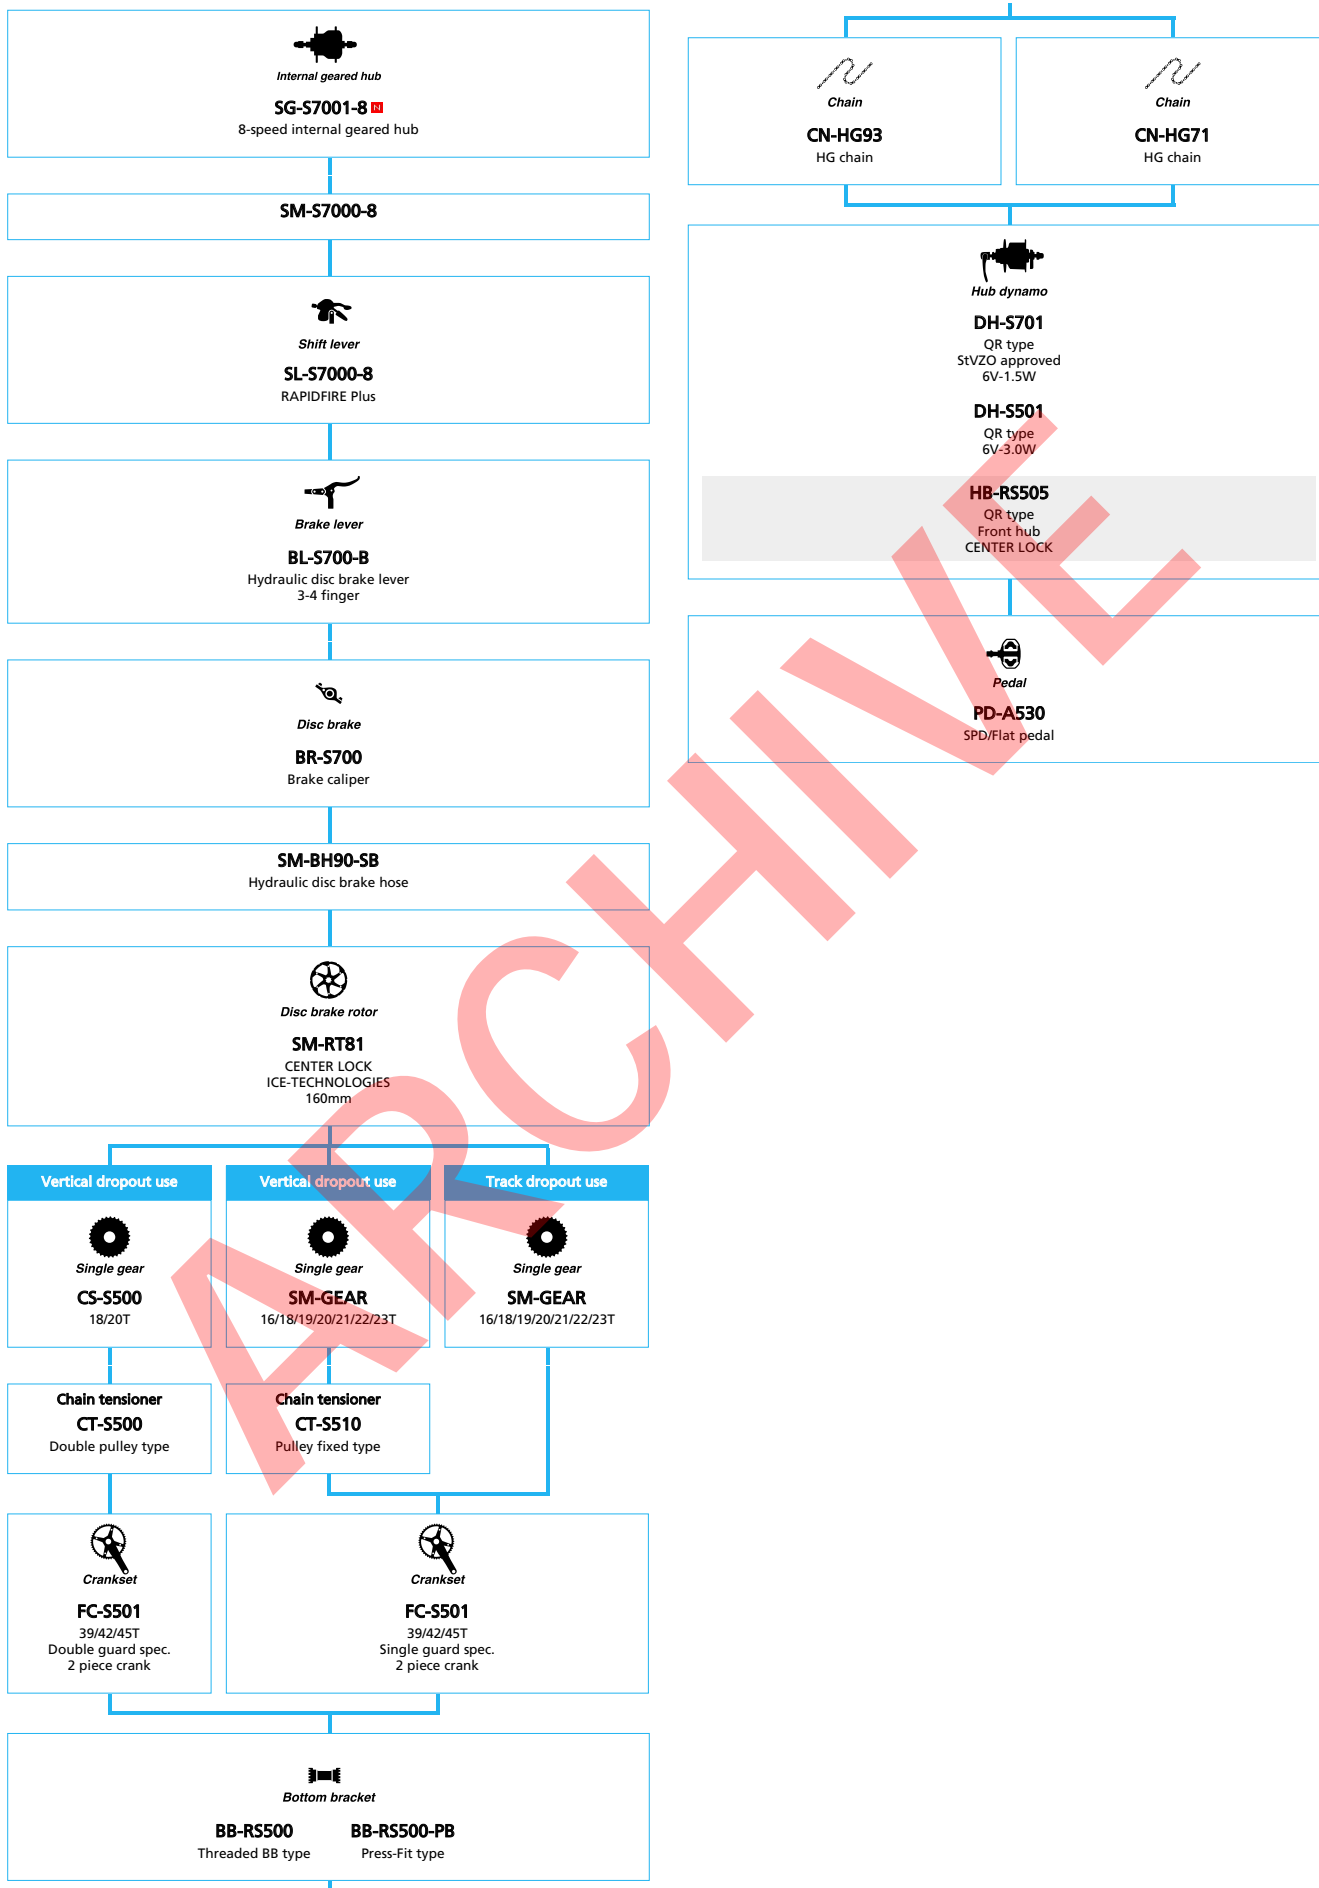 Internal geared hub
SG-S7001-8 N
8-speed internal geared hub
SM-S7000-8
Shift lever
SL-S7000-8
RAPIDFIRE Plus
Brake lever
BL-S700-B
Hydraulic disc brake lever
3-4 finger
Disc brake
BR-S700
Brake caliper
SM-BH90-SB
Hydraulic disc brake hose
Disc brake rotor
SM-RT81
CENTER LOCK
ICE-TECHNOLOGIES
160mm
Vertical dropout use
Single gear
CS-S500
18/20T
Chain tensioner
CT-S500
Double pulley type
Crankset
FC-S501
39/42/45T
Double guard spec.
2 piece crank
Vertical dropout use
Single gear
SM-GEAR
16/18/19/20/21/22/23T
Chain tensioner
CT-S510
Pulley fixed type
Track dropout use
Single gear
SM-GEAR
16/18/19/20/21/22/23T
Crankset
FC-S501
39/42/45T
Single guard spec.
2 piece crank
Bottom bracket
BB-RS500
Threaded BB type
BB-RS500-PB
Press-Fit type
Chain
CN-HG93
HG chain
Chain
CN-HG71
HG chain
Hub dynamo
DH-S701
QR type
StVZO approved
6V-1.5W
DH-S501
QR type
6V-3.0W
HB-RS505
QR type
Front hub
CENTER LOCK
Pedal
PD-A530
SPD/Flat pedal
ARCHIVE